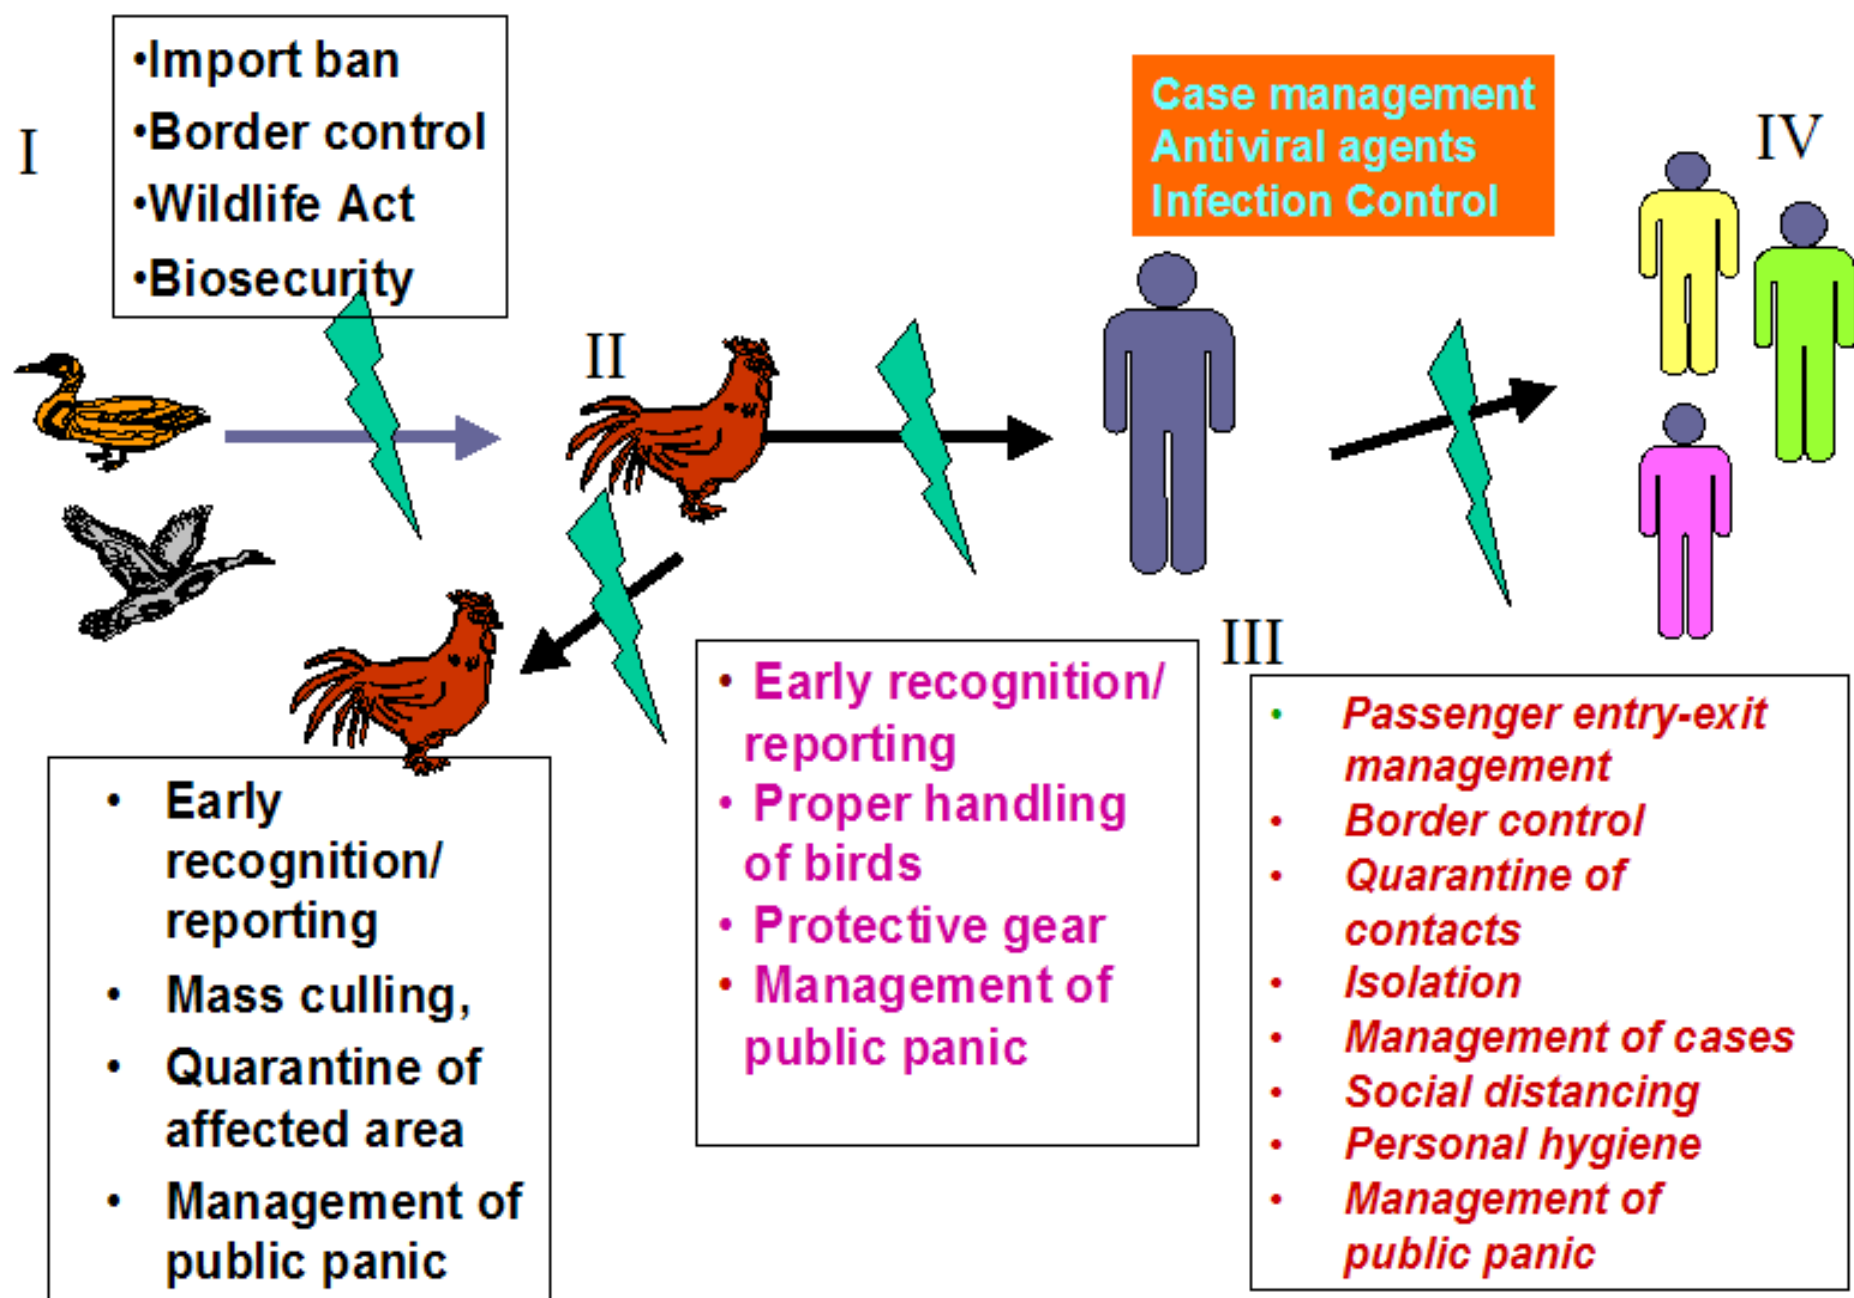 I
•Import ban
•Border control
•Wildlife Act
•Biosecurity
Case management
Antiviral agents
Infection Control
IV
II
III
• Early
recognition/
reporting
• Mass culling,
• Quarantine of
affected area
• Management of
public panic
• Early recognition/
reporting
• Proper handling
of birds
• Protective gear
• Management of
public panic
• Passenger entry-exit
management
• Border control
• Quarantine of
contacts
• Isolation
• Management of cases
• Social distancing
• Personal hygiene
• Management of
public panic